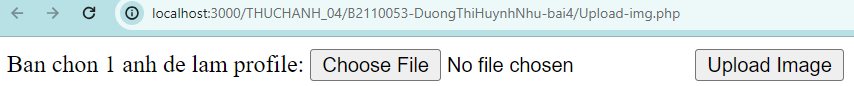 localhost:3000/THUCHANH_04/B2110053-DuongThiHuynhNhu-bai4/Upload-img.php
Ban chon 1 anh de lam profile: Choose File No file chosen Upload Image